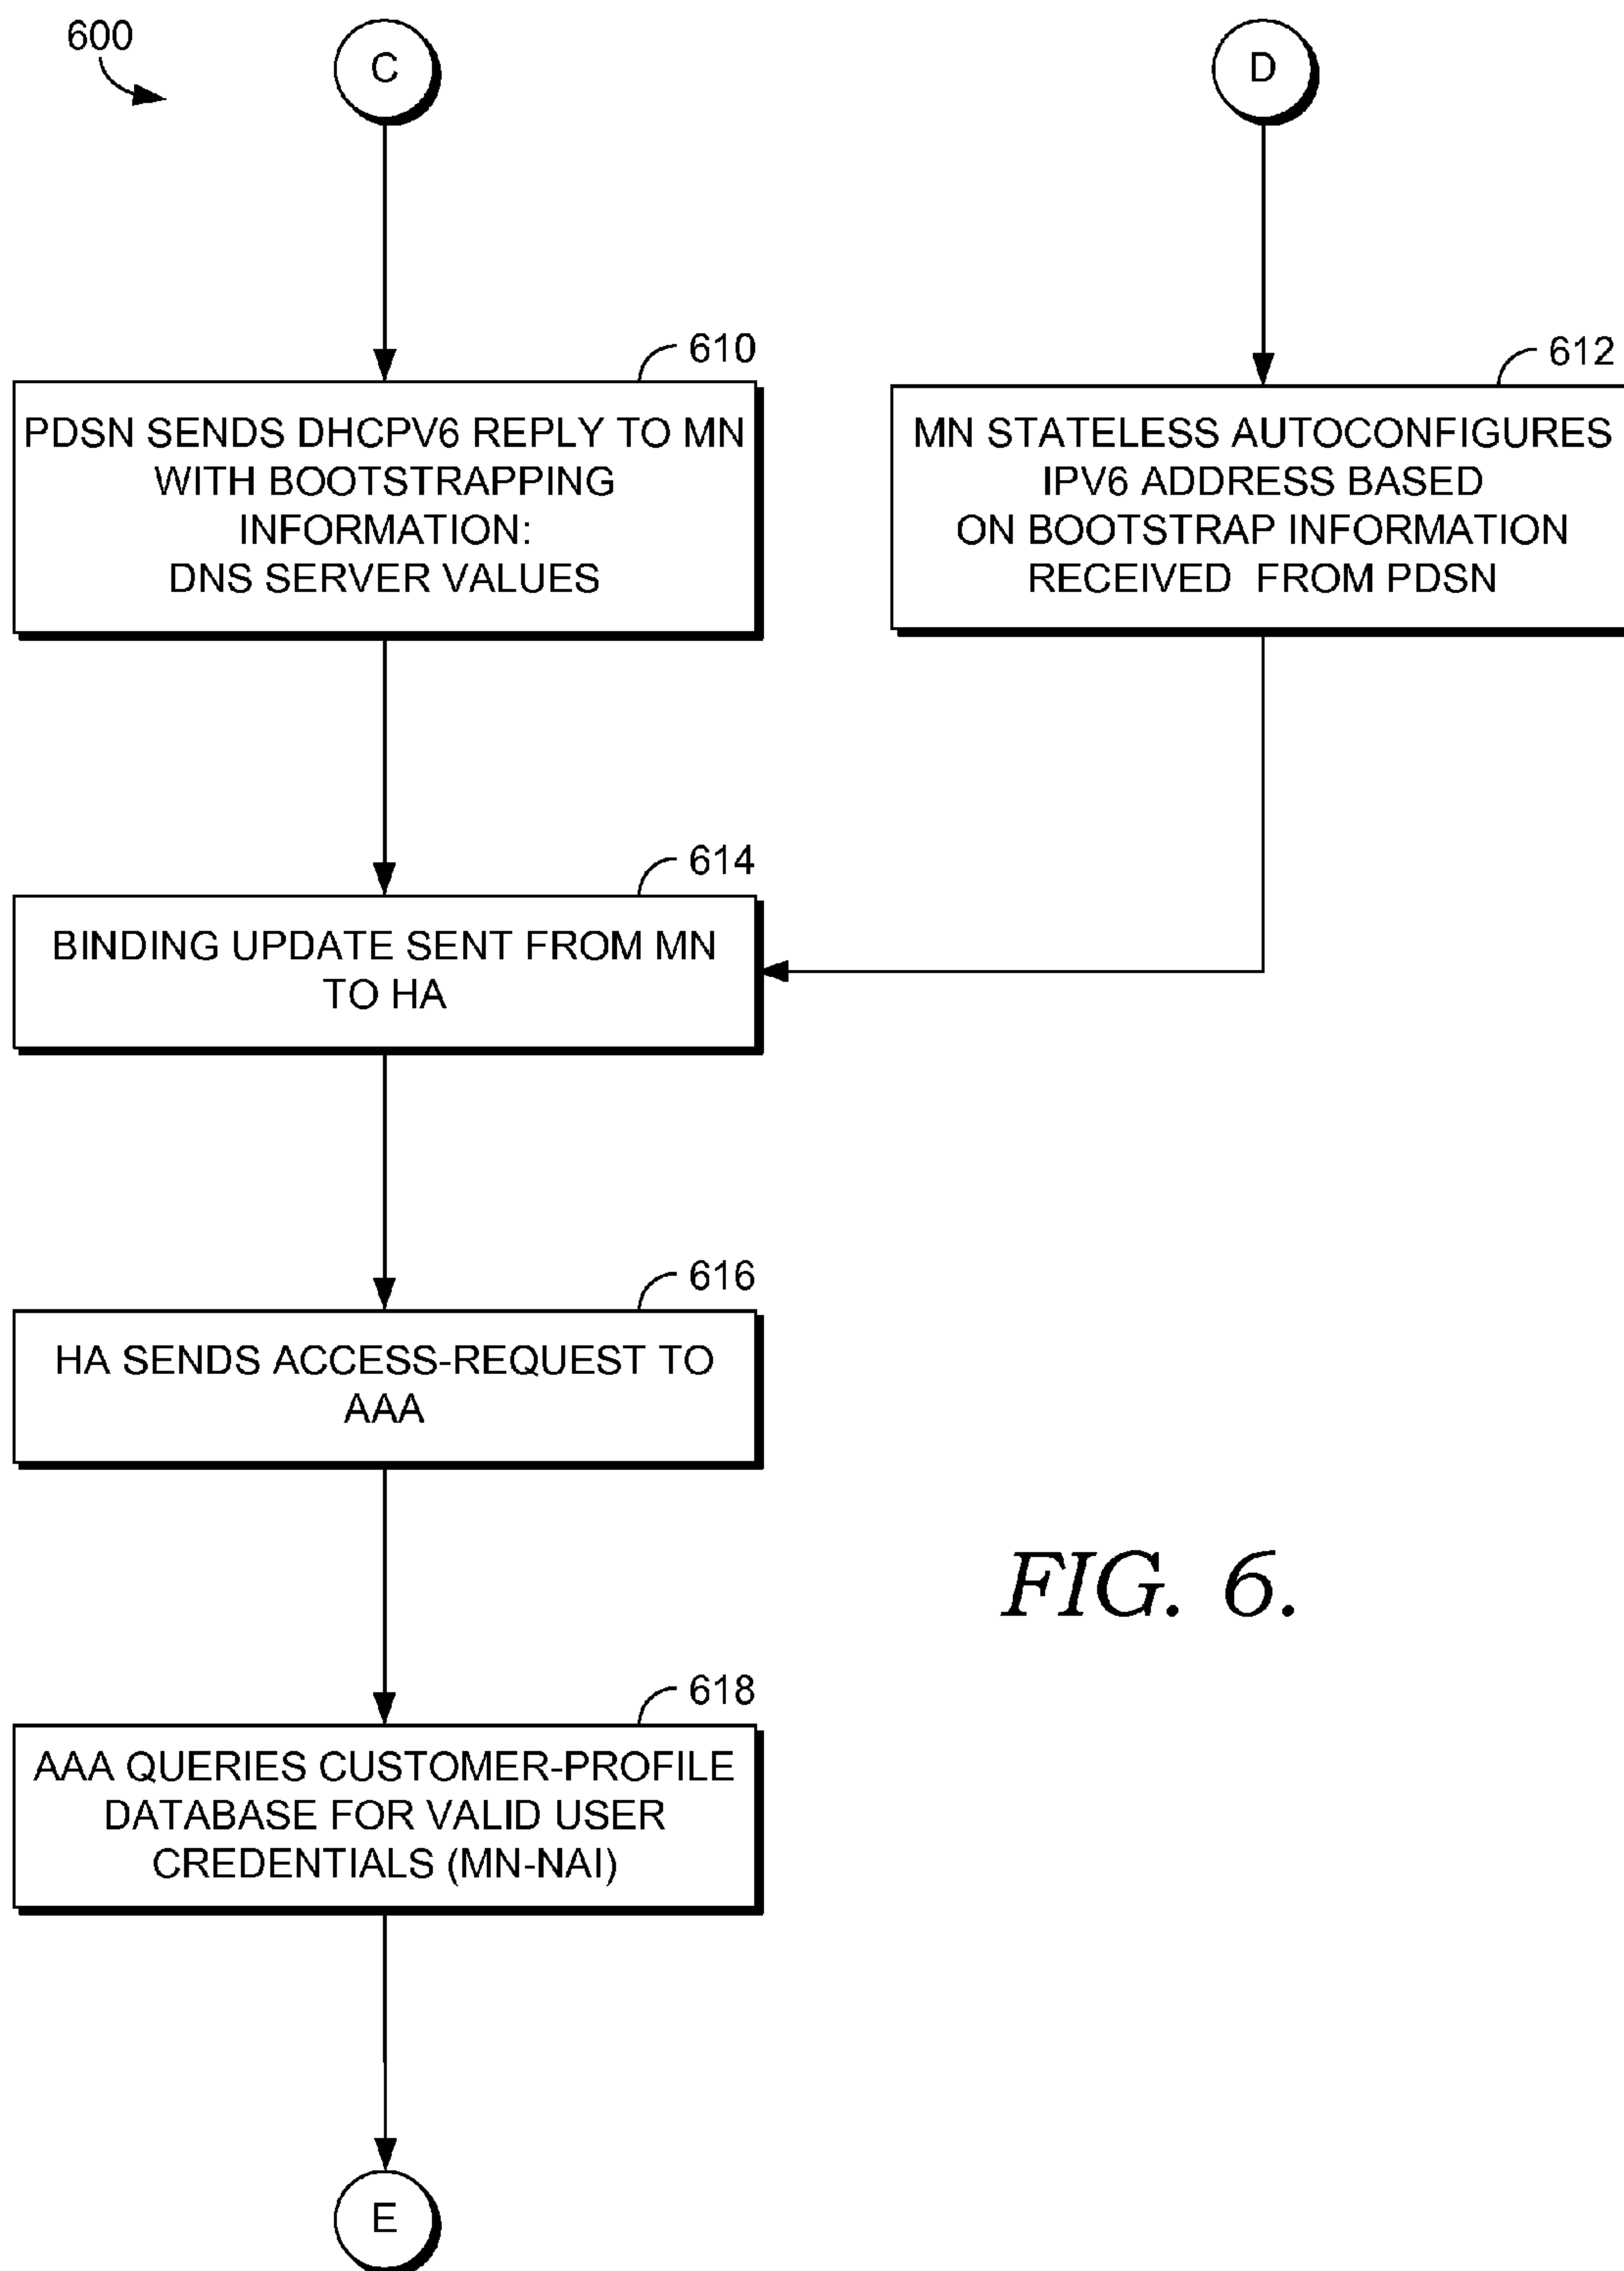 600
C
D
610
PDSN SENDS DHCPV6 REPLY TO MN
WITH BOOTSTRAPPING
INFORMATION:
DNS SERVER VALUES
612
MN STATELESS AUTOCONFIGURES
IPV6 ADDRESS BASED
ON BOOTSTRAP INFORMATION
RECEIVED FROM PDSN
614
BINDING UPDATE SENT FROM MN
TO HA
616
HA SENDS ACCESS-REQUEST TO
AAA
FIG. 6.
618
AAA QUERIES CUSTOMER-PROFILE
DATABASE FOR VALID USER
CREDENTIALS (MN-NAI)
E